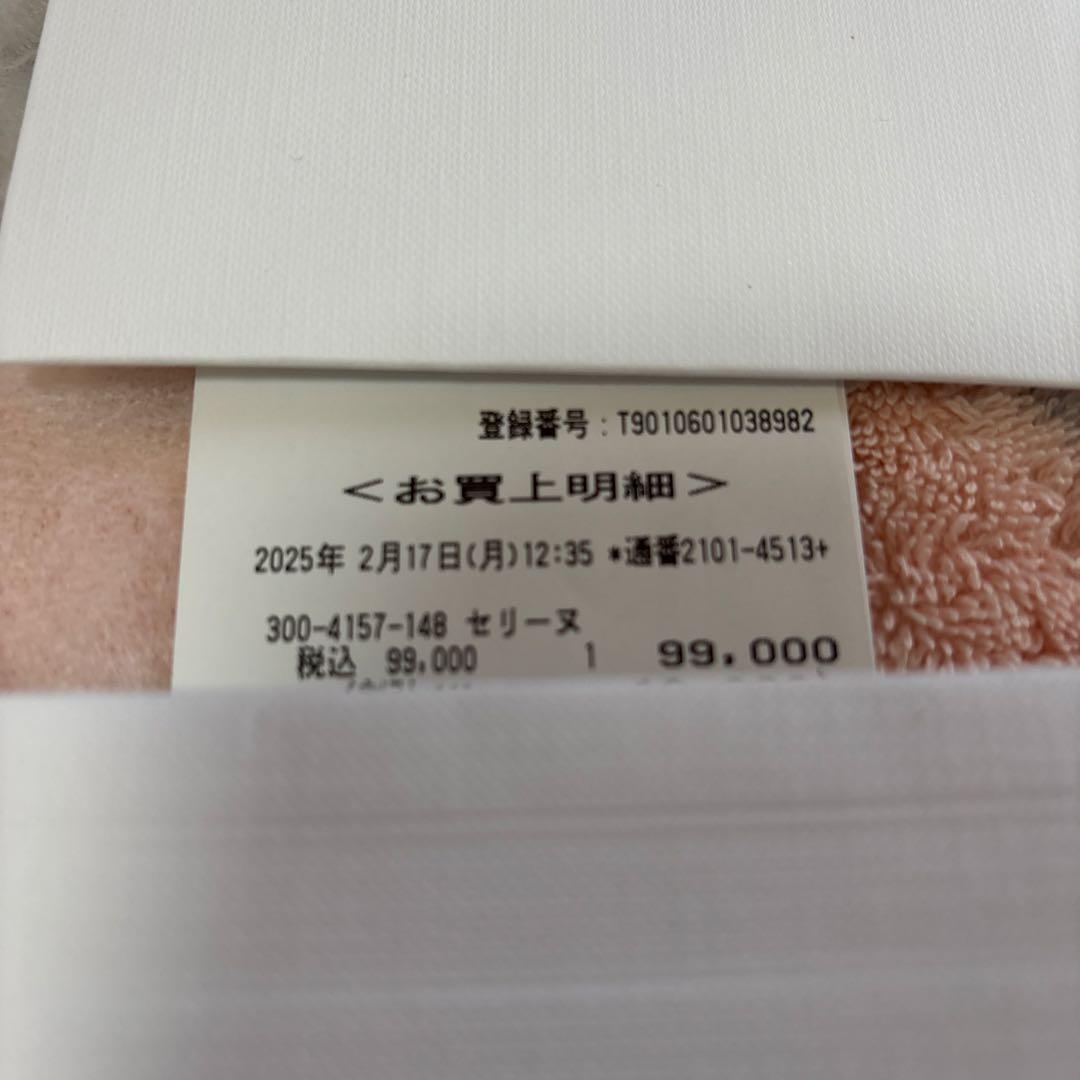 登録番号：T9010601038982
＜お買上明細＞
2025年 2月17日(月)12:35 *通番2101-4513+
300-4157-148 セリーヌ
税込 99,000 1 99,000